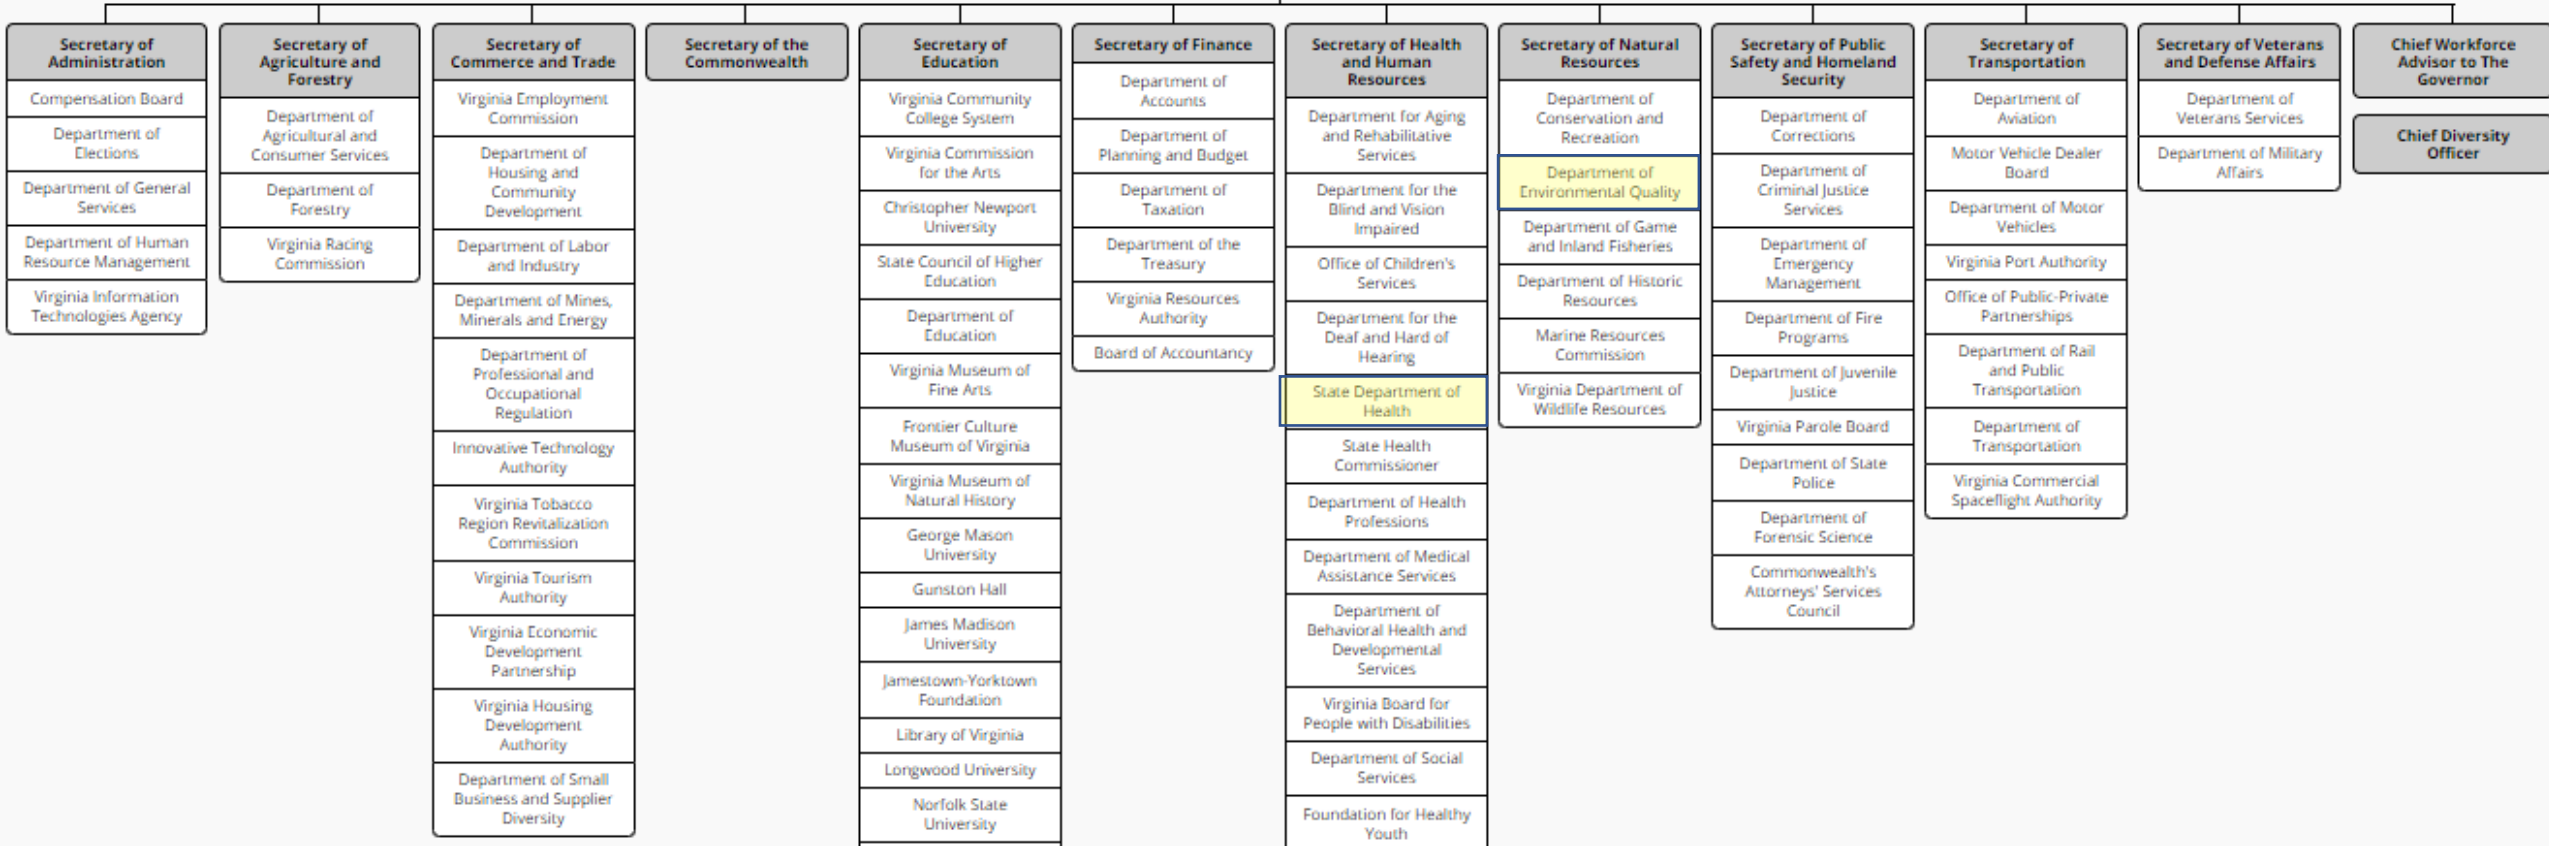 Secretary of
Administration
Compensation Board
Department of
Elections
Department of General
Services
Department of Human
Resource Management
Virginia Information
Technologies Agency
Secretary of
Agriculture and
Forestry
Department of
Agricultural and
Consumer Services
Department of
Forestry
Virginia Racing
Commission
Secretary of
Commerce and Trade
Virginia Employment
Commission
Department of
Housing and
Community
Development
Department of Labor
and Industry
Department of Mines,
Minerals and Energy
Department of
Professional and
Occupational
Regulation
Innovative Technology
Authority
Virginia Tobacco
Region Revitalization
Commission
Virginia Tourism
Authority
Virginia Economic
Development
Partnership
Virginia Housing
Development
Authority
Department of Small
Business and Supplier
Diversity
Secretary of the
Commonwealth
Secretary of
Education
Virginia Community
College System
Virginia Commission
for the Arts
Christopher Newport
University
State Council of Higher
Education
Department of
Education
Virginia Museum of
Fine Arts
Frontier Culture
Museum of Virginia
Virginia Museum of
Natural History
George Mason
University
Gunston Hall
James Madison
University
Jamestown-Yorktown
Foundation
Library of Virginia
Longwood University
Norfolk State
University
Secretary of Finance
Department of
Accounts
Department of
Planning and Budget
Department of
Taxation
Department of the
Treasury
Virginia Resources
Authority
Board of Accountancy
Secretary of Health
and Human
Resources
Department for Aging
and Rehabilitative
Services
Department for the
Blind and Vision
Impaired
Office of Children's
Services
Department for the
Deaf and Hard of
Hearing
State Department of
Health
State Health
Commissioner
Department of Health
Professions
Department of Medical
Assistance Services
Department of
Behavioral Health and
Developmental
Services
Virginia Board for
People with Disabilities
Department of Social
Services
Foundation for Healthy
Youth
Secretary of Natural
Resources
Department of
Conservation and
Recreation
Department of
Environmental Quality
Department of Game
and Inland Fisheries
Department of Historic
Resources
Marine Resources
Commission
Virginia Department of
Wildlife Resources
Secretary of Public
Safety and Homeland
Security
Department of
Corrections
Department of
Criminal Justice
Services
Department of
Emergency
Management
Department of Fire
Programs
Department of Juvenile
Justice
Virginia Parole Board
Department of State
Police
Department of
Forensic Science
Commonwealth's
Attorneys' Services
Council
Secretary of
Transportation
Department of
Aviation
Motor Vehicle Dealer
Board
Department of Motor
Vehicles
Virginia Port Authority
Office of Public-Private
Partnerships
Department of Rail
and Public
Transportation
Department of
Transportation
Virginia Commercial
Spaceflight Authority
Secretary of Veterans
and Defense Affairs
Department of
Veterans Services
Department of Military
Affairs
Chief Workforce
Advisor to The
Governor
Chief Diversity
Officer